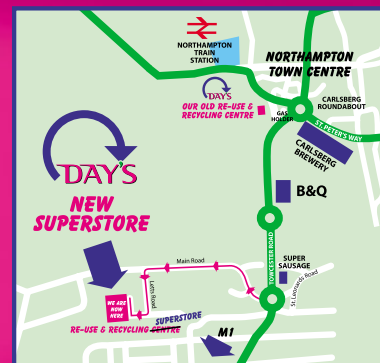 NORTHAMPTON
TRAIN
STATION
NORTHAMPTON
TOWN CENTRE
DAY'S
OUR OLD RE-USE &
RECYCLING CENTRE
GAS
HOLDER
CARLSBERG
ROUNDABOUT
ST. PETER'S WAY
CARLSBERG
BREWERY
DAY'S
NEW
SUPERSTORE
B&Q
TOWCESTER ROAD
SUPER
SAUSAGE
St. Leonards Road
Main Road
Letts Road
WE ARE
NOW
HERE
SUPERSTORE
RE-USE & RECYCLING CENTRE
M1